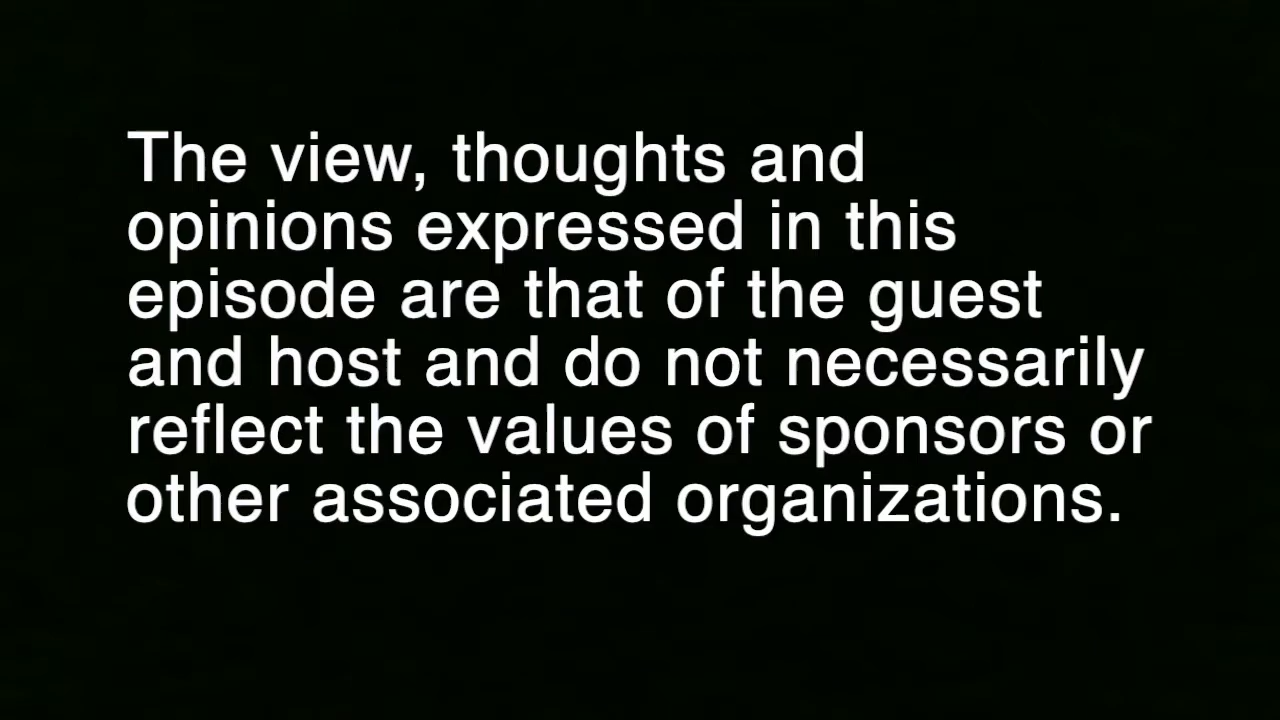 The view, thoughts and
opinions expressed in this
episode are that of the guest
and host and do not necessarily
reflect the values of sponsors or
other associated organizations.